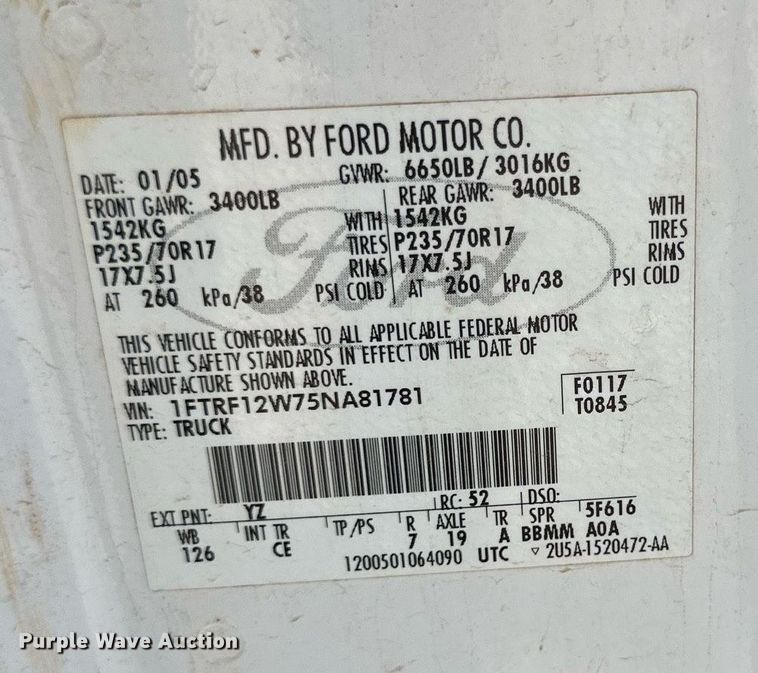 MFD. BY FORD MOTOR CO.
DATE: 01/05 GVWR: 6650LB/ 3016KG
FRONT GAWR: 3400LB REAR GAWR: 3400LB
1542KG WITH 1542KG WITH
P235/70R17 TIRES P235/70R17 TIRES
17X7.5J RIMS 17X7.5J RIMS
AT 260 kPa/38 PSI COLD AT 260 kPa/38 PSI COLD
Ford
THIS VEHICLE CONFORMS TO ALL APPLICABLE FEDERAL MOTOR
VEHICLE SAFETY STANDARDS IN EFFECT ON THE DATE OF
MANUFACTURE SHOWN ABOVE.
VIN: 1FTRF12W75NA81781 F0117
TYPE: TRUCK T0845
EXT PNT: YZ RC: 52 DSO:
WB INT TR TP/PS R AXLE TR SPR 5F616
126 CE 7 19 A BBMM A0A
1200501064090 UTC ▽ 2U5A-1520472-AA
Purple Wave Auction